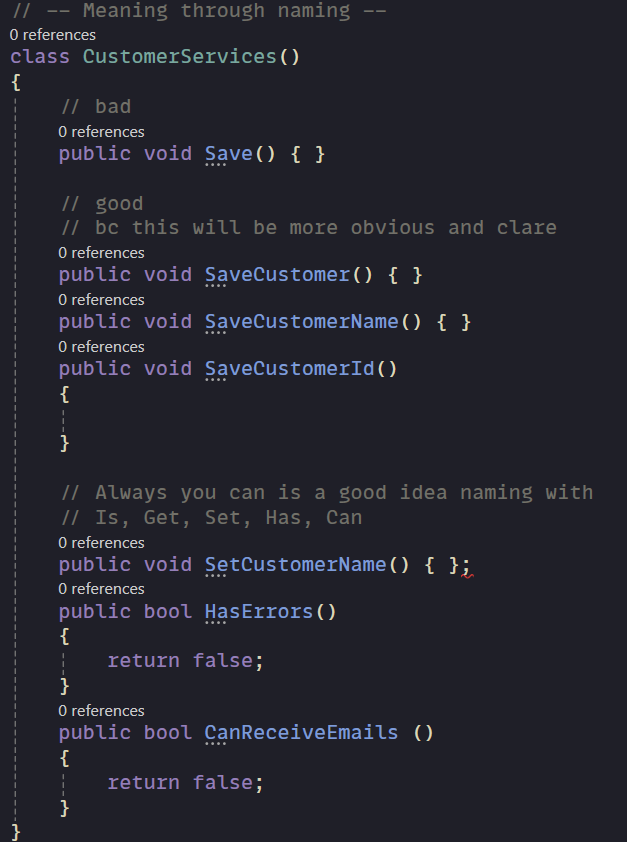 // -- Meaning through naming --
0 references
class CustomerServices()
{
// bad
0 references
public void Save() { }
// good
// bc this will be more obvious and clare
0 references
public void SaveCustomer() { }
0 references
public void SaveCustomerName() { }
0 references
public void SaveCustomerId()
{
}
// Always you can is a good idea naming with
// Is, Get, Set, Has, Can
0 references
public void SetCustomerName() { };
0 references
public bool HasErrors()
{
return false;
}
0 references
public bool CanReceiveEmails ()
{
return false;
}
}